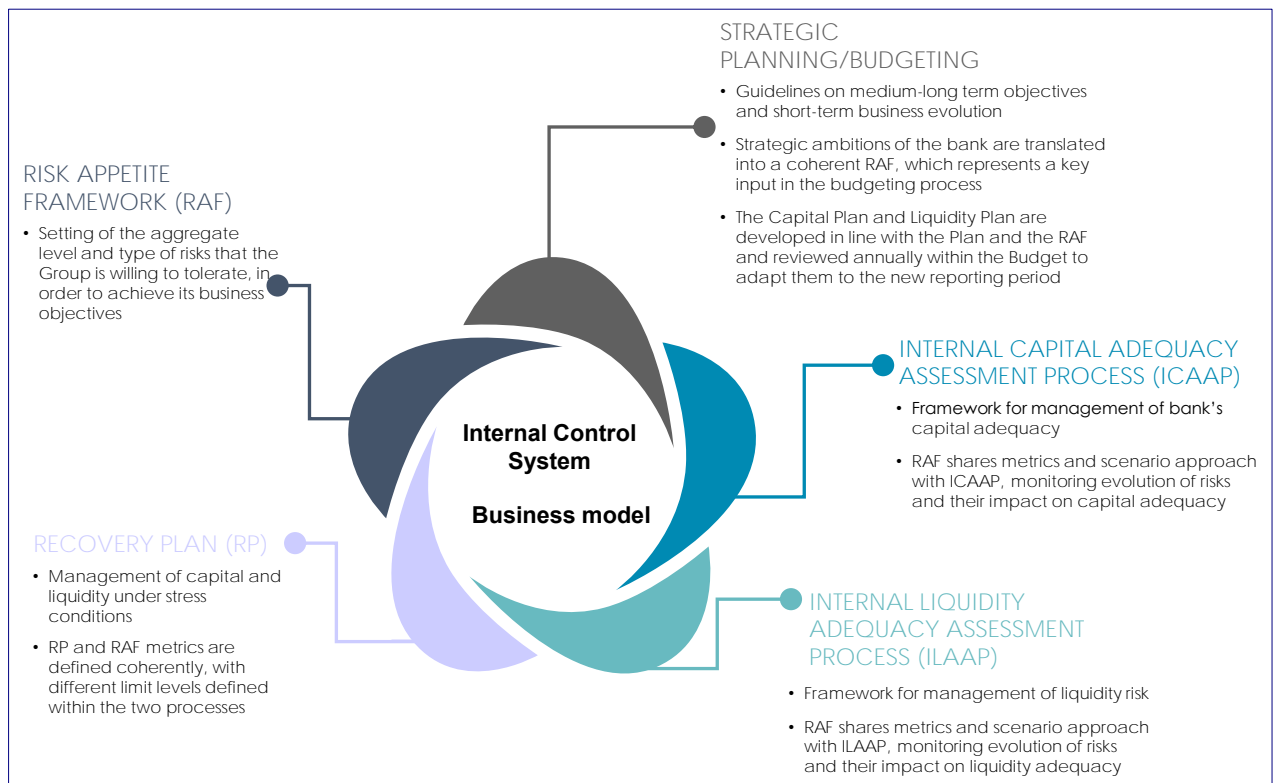 STRATEGIC
PLANNING/BUDGETING
• Guidelines on medium-long term objectives
and short-term business evolution
• Strategic ambitions of the bank are translated
into a coherent RAF, which represents a key
input in the budgeting process
• The Capital Plan and Liquidity Plan are
developed in line with the Plan and the RAF
and reviewed annually within the Budget to
adapt them to the new reporting period
RISK APPETITE
FRAMEWORK (RAF)
• Setting of the aggregate
level and type of risks that the
Group is willing to tolerate, in
order to achieve its business
objectives
INTERNAL CAPITAL ADEQUACY
ASSESSMENT PROCESS (ICAAP)
• Framework for management of bank's
capital adequacy
• RAF shares metrics and scenario approach
with ICAAP, monitoring evolution of risks
and their impact on capital adequacy
Internal Control
System
Business model
RECOVERY PLAN (RP)
• Management of capital and
liquidity under stress
conditions
• RP and RAF metrics are
defined coherently, with
different limit levels defined
within the two processes
INTERNAL LIQUIDITY
ADEQUACY ASSESSMENT
PROCESS (ILAAP)
• Framework for management of liquidity risk
• RAF shares metrics and scenario approach
with ILAAP, monitoring evolution of risks
and their impact on liquidity adequacy